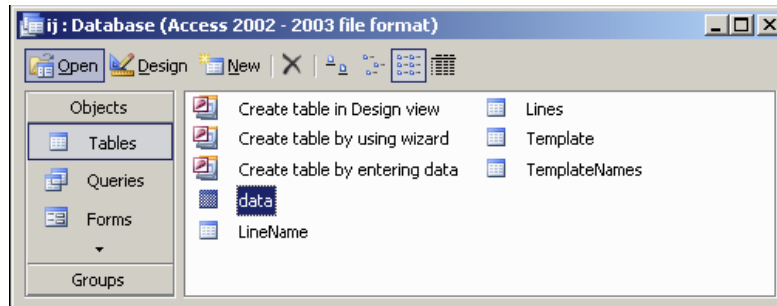 ij : Database (Access 2002 - 2003 file format)
Open Design New
Objects
Tables
Queries
Forms
Groups
Create table in Design view
Create table by using wizard
Create table by entering data
data
LineName
Lines
Template
TemplateNames